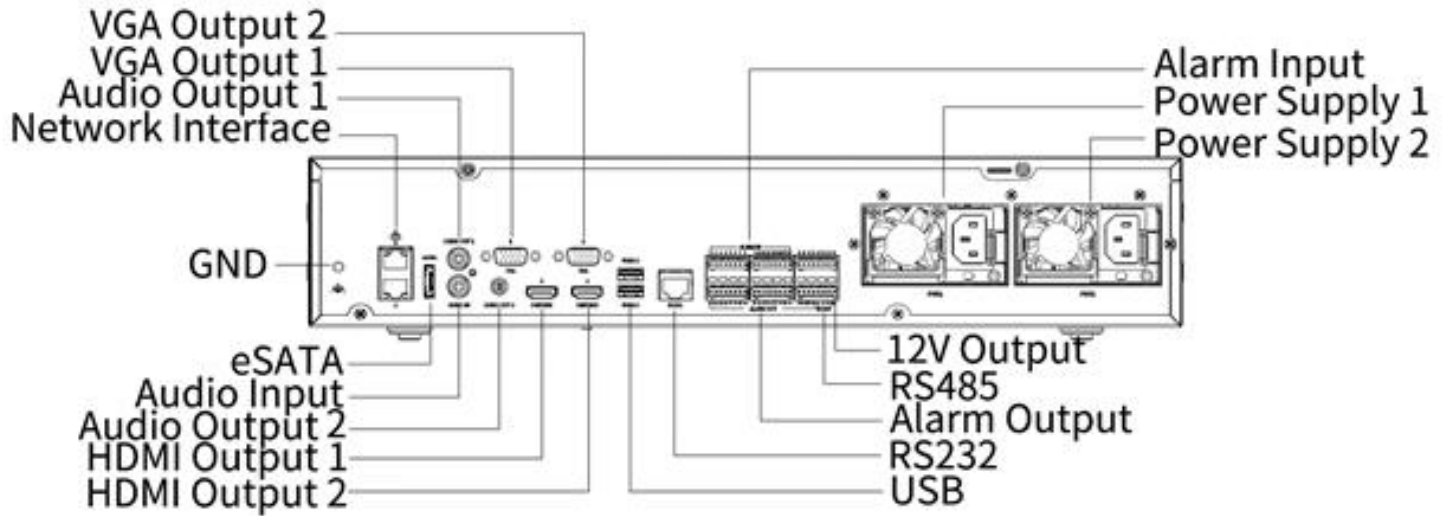 VGA Output 2
VGA Output 1
Audio Output 1
Network Interface
Alarm Input
Power Supply 1
Power Supply 2
GND
eSATA
Audio Input
Audio Output 2
HDMI Output 1
HDMI Output 2
12V Output
RS485
Alarm Output
RS232
USB